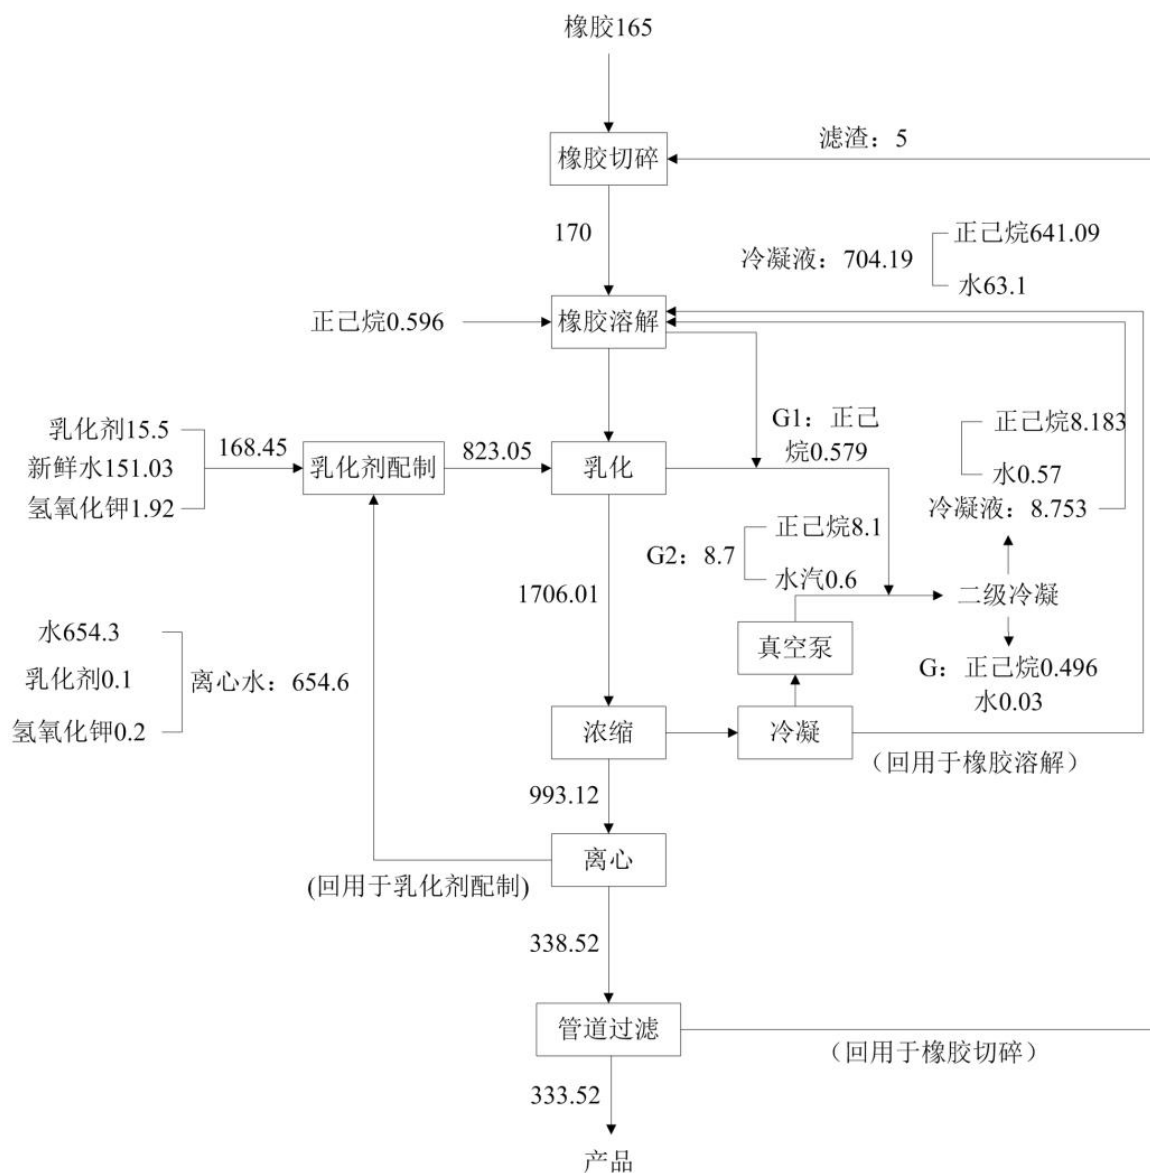 橡胶165
橡胶切碎
滤渣：5
170
正己烷641.09
冷凝液：704.19
水63.1
正己烷0.596
橡胶溶解
乳化剂15.5
新鲜水151.03
氢氧化钾1.92
168.45
乳化剂配制
823.05
乳化
G1：正己
烷0.579
正己烷8.183
水0.57
冷凝液：8.753
正己烷8.1
G2：8.7
水汽0.6
1706.01
二级冷凝
真空泵
G：正己烷0.496
水0.03
水654.3
乳化剂0.1
离心水：654.6
氢氧化钾0.2
浓缩
冷凝
（回用于橡胶溶解）
993.12
离心
(回用于乳化剂配制)
338.52
管道过滤
（回用于橡胶切碎）
333.52
产品